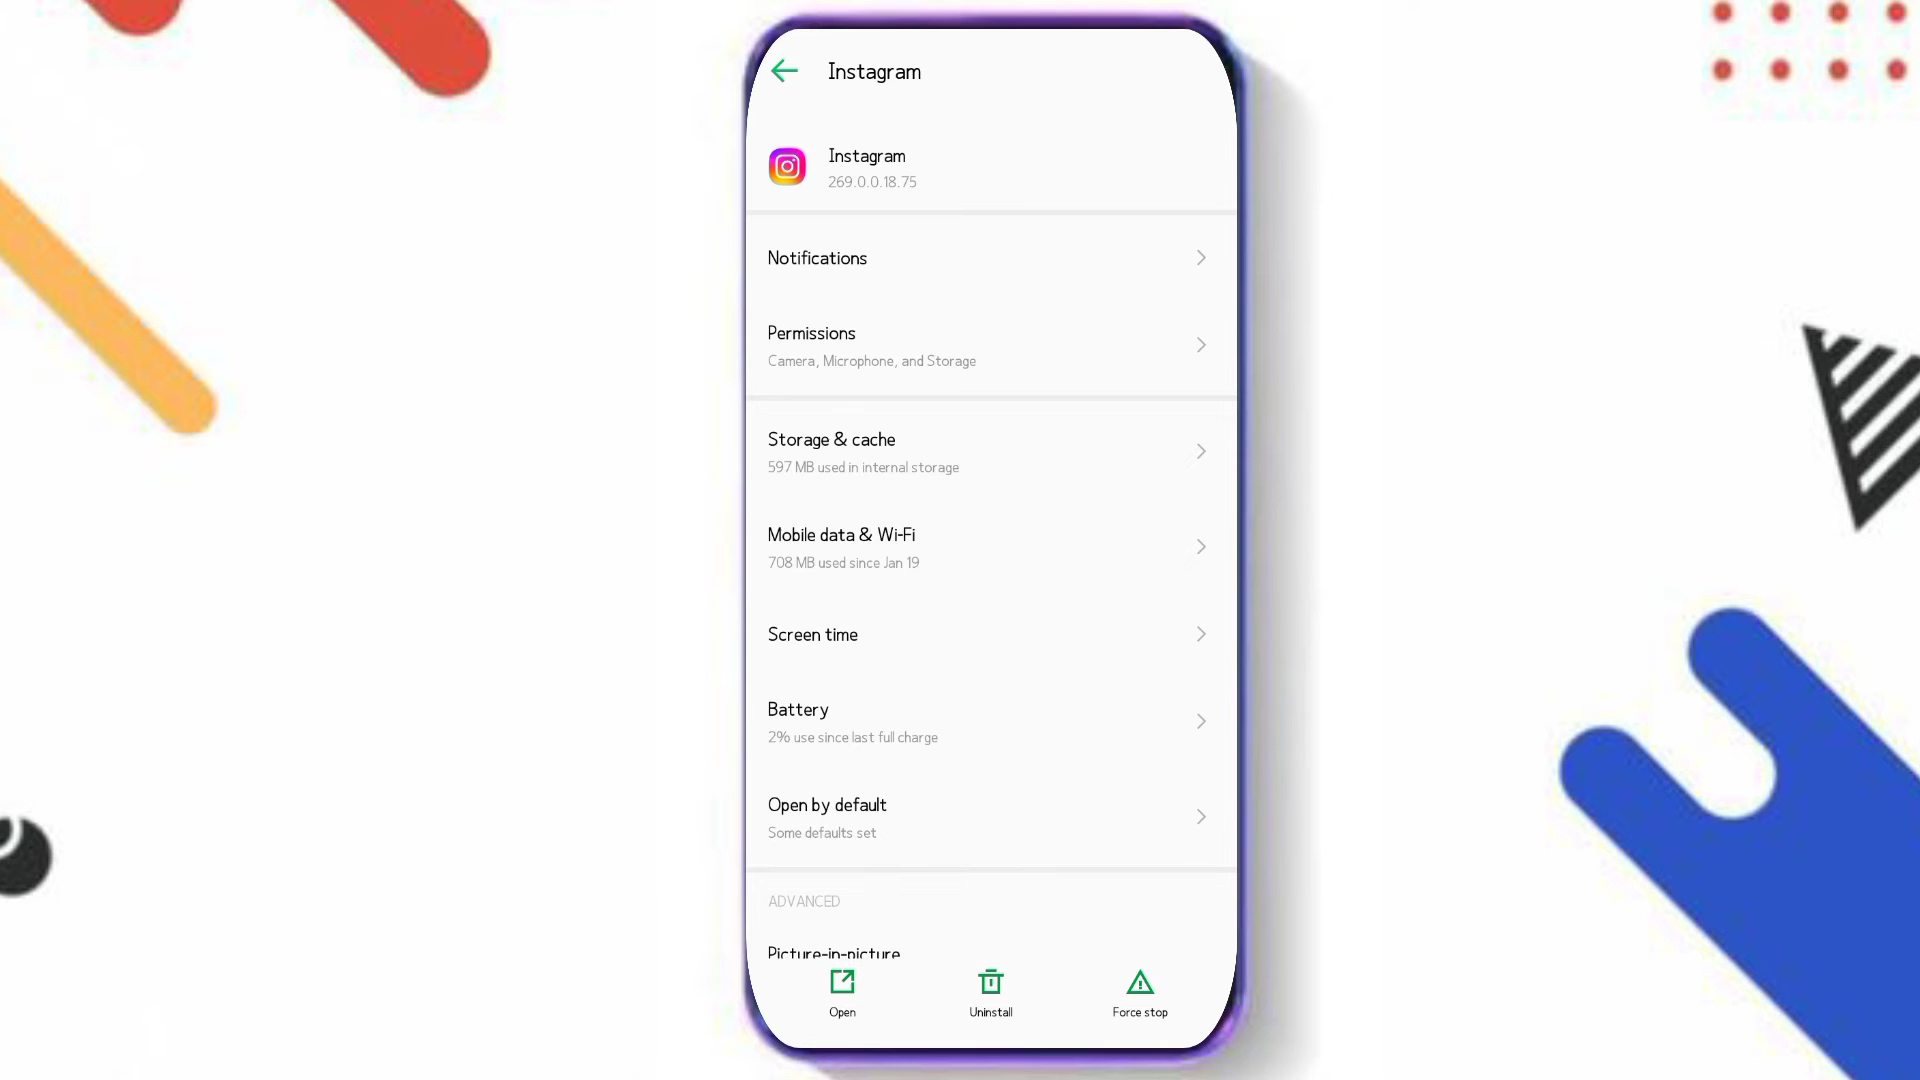 Instagram
Instagram
269.0.0.18.75
Notifications
Permissions
Camera, Microphone, and Storage
Storage & cache
597 MB used in internal storage
Mobile data & Wi-Fi
708 MB used since Jan 19
Screen time
Battery
2% use since last full charge
Open by default
Some defaults set
ADVANCED
Picture-in-picture
Open
Uninstall
Force stop